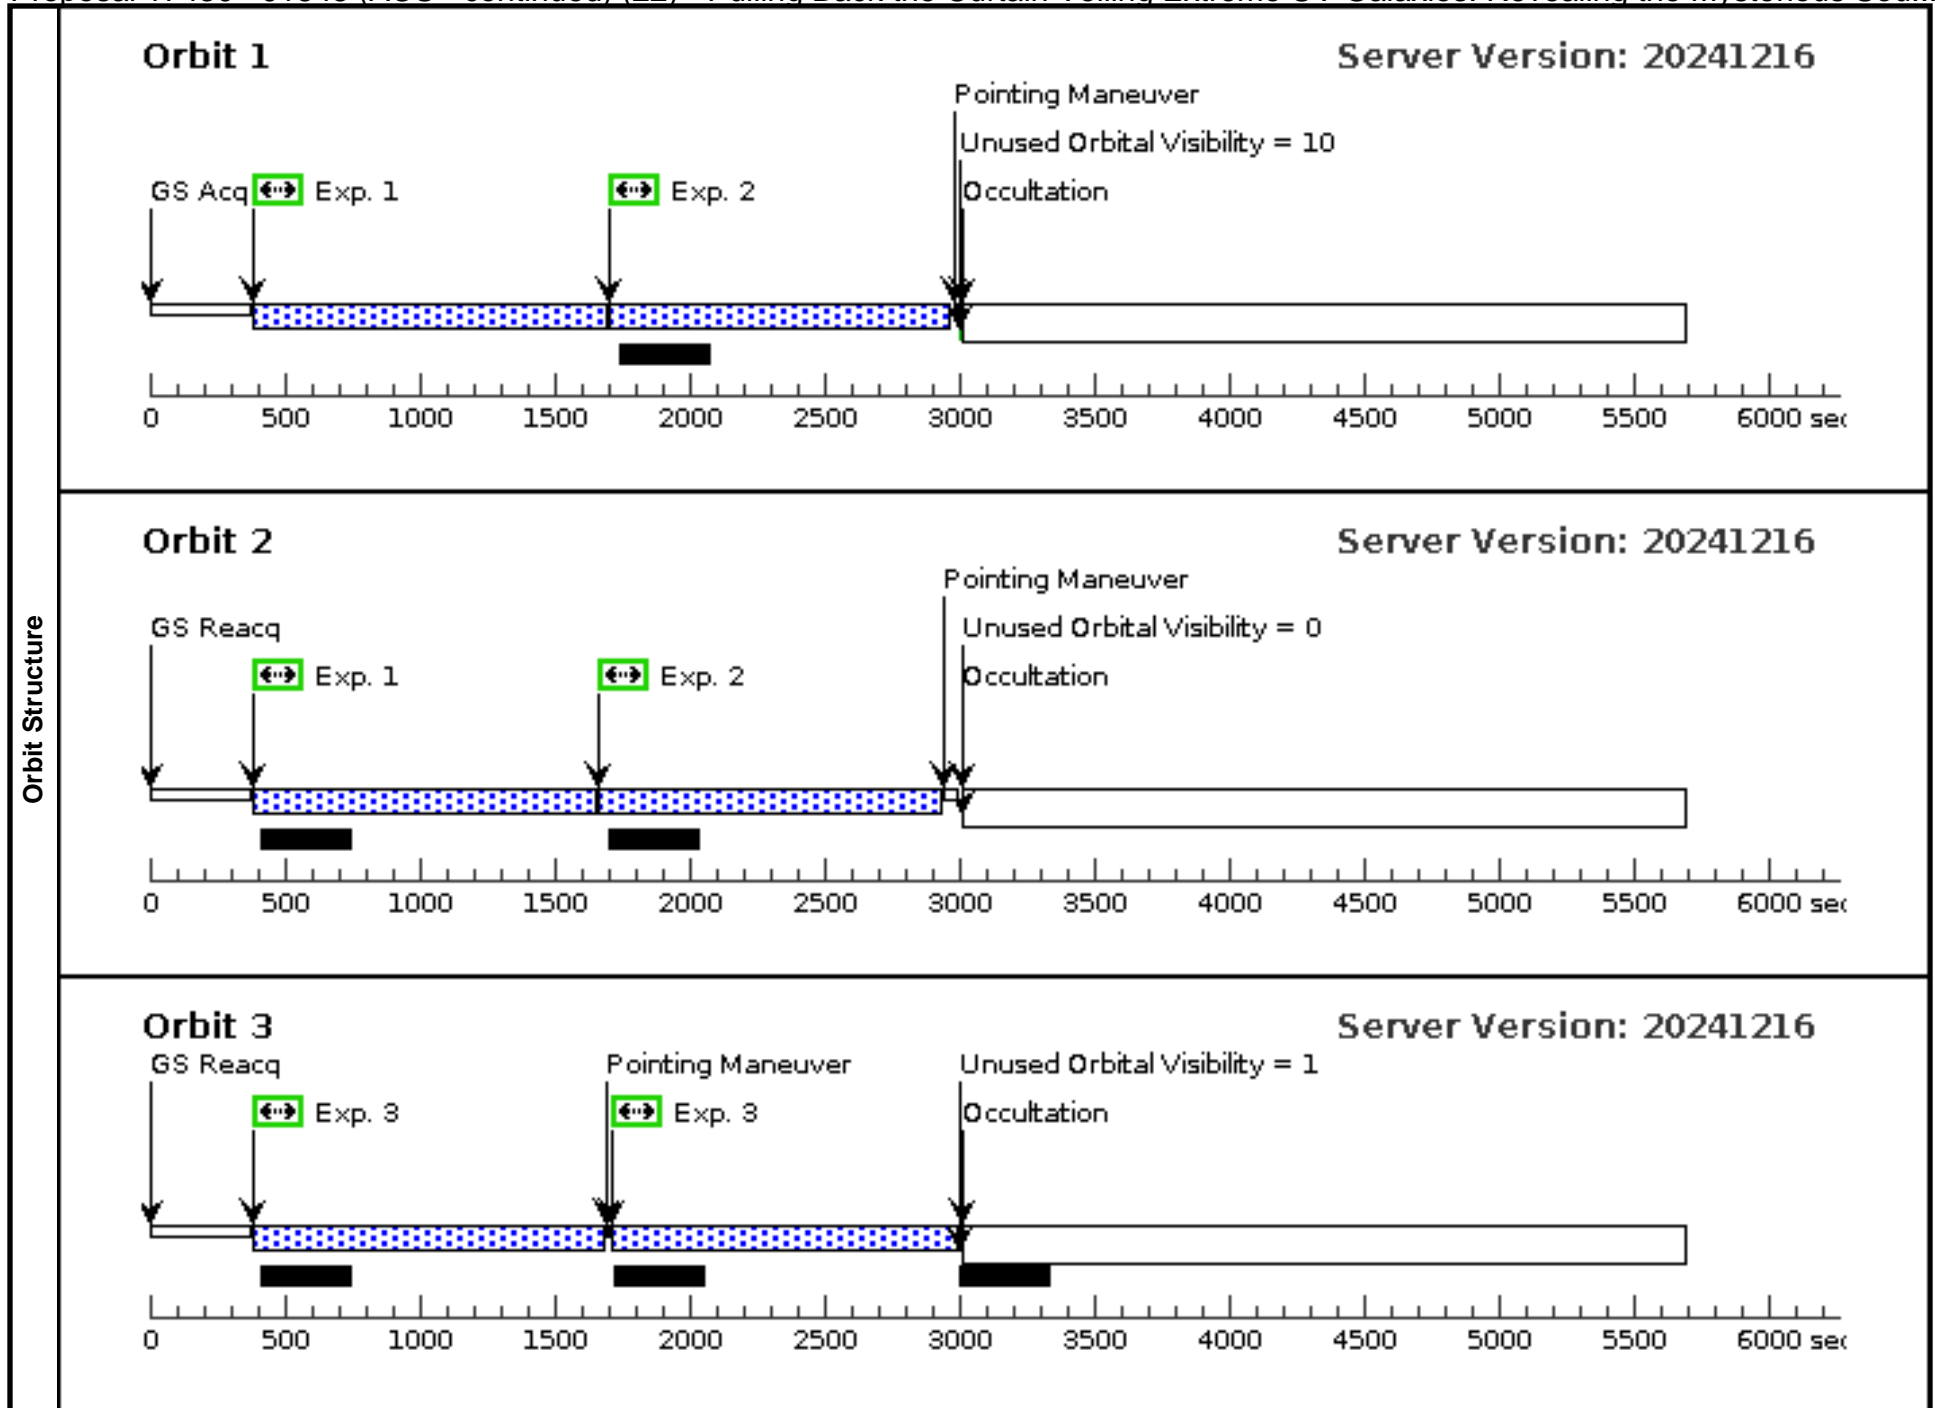 Orbit Structure
Orbit 1 Server Version: 20241216
Pointing Maneuver
Unused Orbital Visibility = 10
GS Acq Exp. 1 Exp. 2 Occultation
0 500 1000 1500 2000 2500 3000 3500 4000 4500 5000 5500 6000
Orbit 2 Server Version: 20241216
Pointing Maneuver
GS Reacq Unused Orbital Visibility = 0
Exp. 1 Exp. 2 Occultation
0 500 1000 1500 2000 2500 3000 3500 4000 4500 5000 5500 6000
Orbit 3 Server Version: 20241216
GS Reacq Pointing Maneuver Unused Orbital Visibility = 1
Exp. 3 Exp. 3 Occultation
0 500 1000 1500 2000 2500 3000 3500 4000 4500 5000 5500 6000